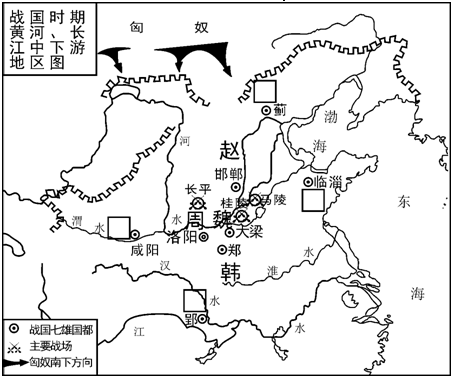 战国时期
黄河、长
江中下游
地区图
匈奴
蓟
渤
海
赵
河
邯郸
临淄
长平
桂陵
马陵
东
海
周
魏
渭
水
水
咸阳
洛阳
大梁
郑
水
汉
韩
淮
水
郢
江
水
战国七雄国都
主要战场
匈奴南下方向